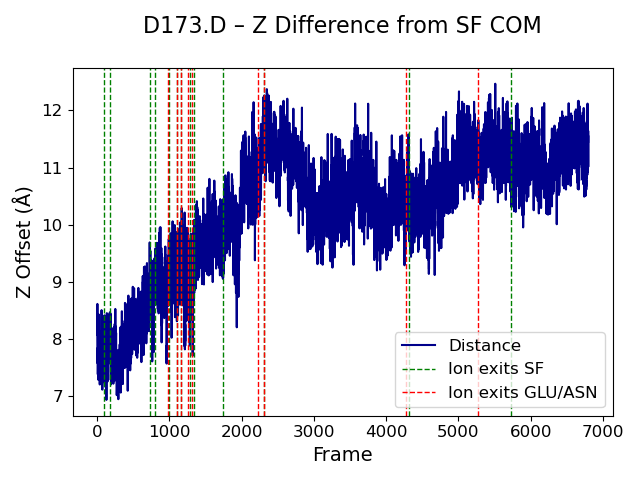 D173.D – Z Difference from SF COM
Z Offset (Å)
12
11
10
9
8
7
Distance
Ion exits SF
Ion exits GLU/ASN
0 1000 2000 3000 4000 5000 6000 7000
Frame